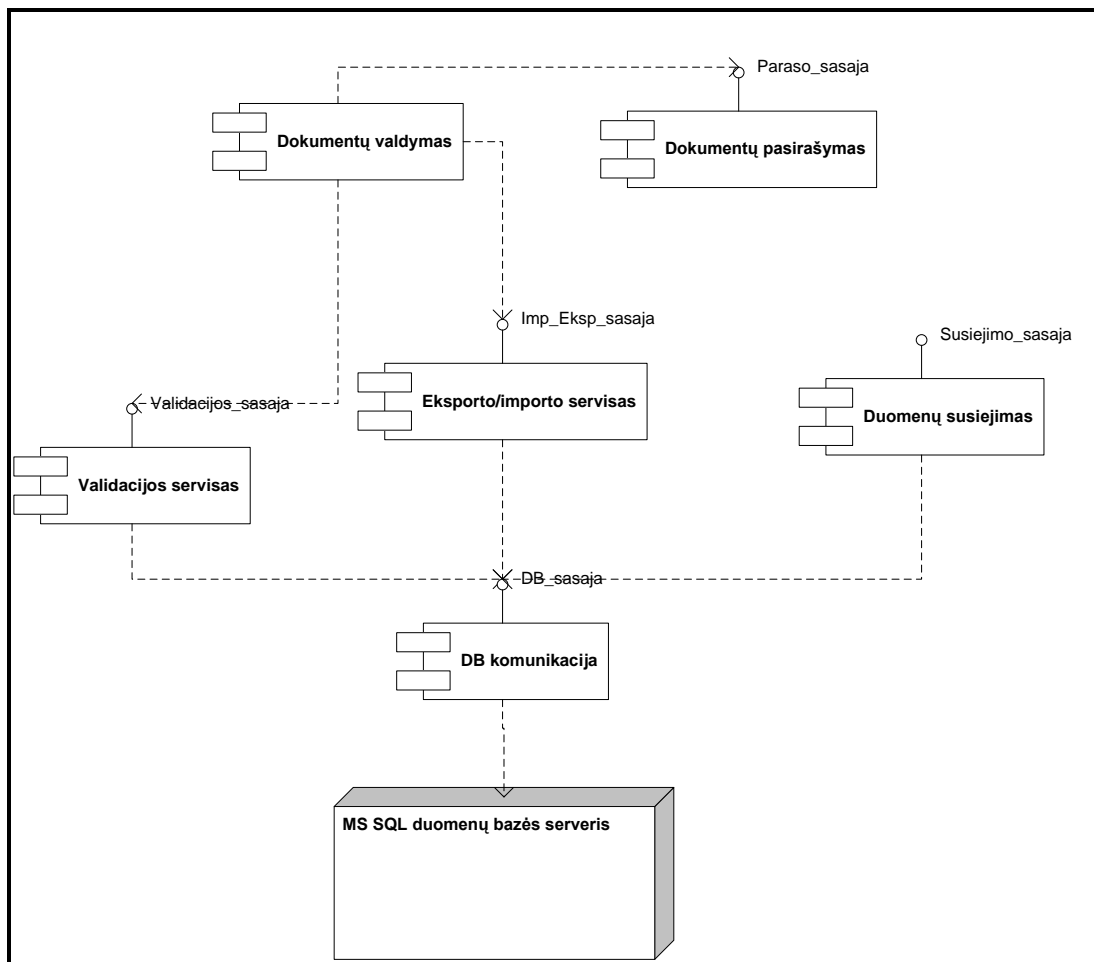 Paraso_sasaja
Dokumentų valdymas
Dokumentų pasirašymas
Imp_Eksp_sasaja
Susiejimo_sasaja
Validacijos_sasaja
Eksporto/importo servisas
Duomenų susiejimas
Validacijos servisas
DB_sasaja
DB komunikacija
MS SQL duomenų bazės serveris